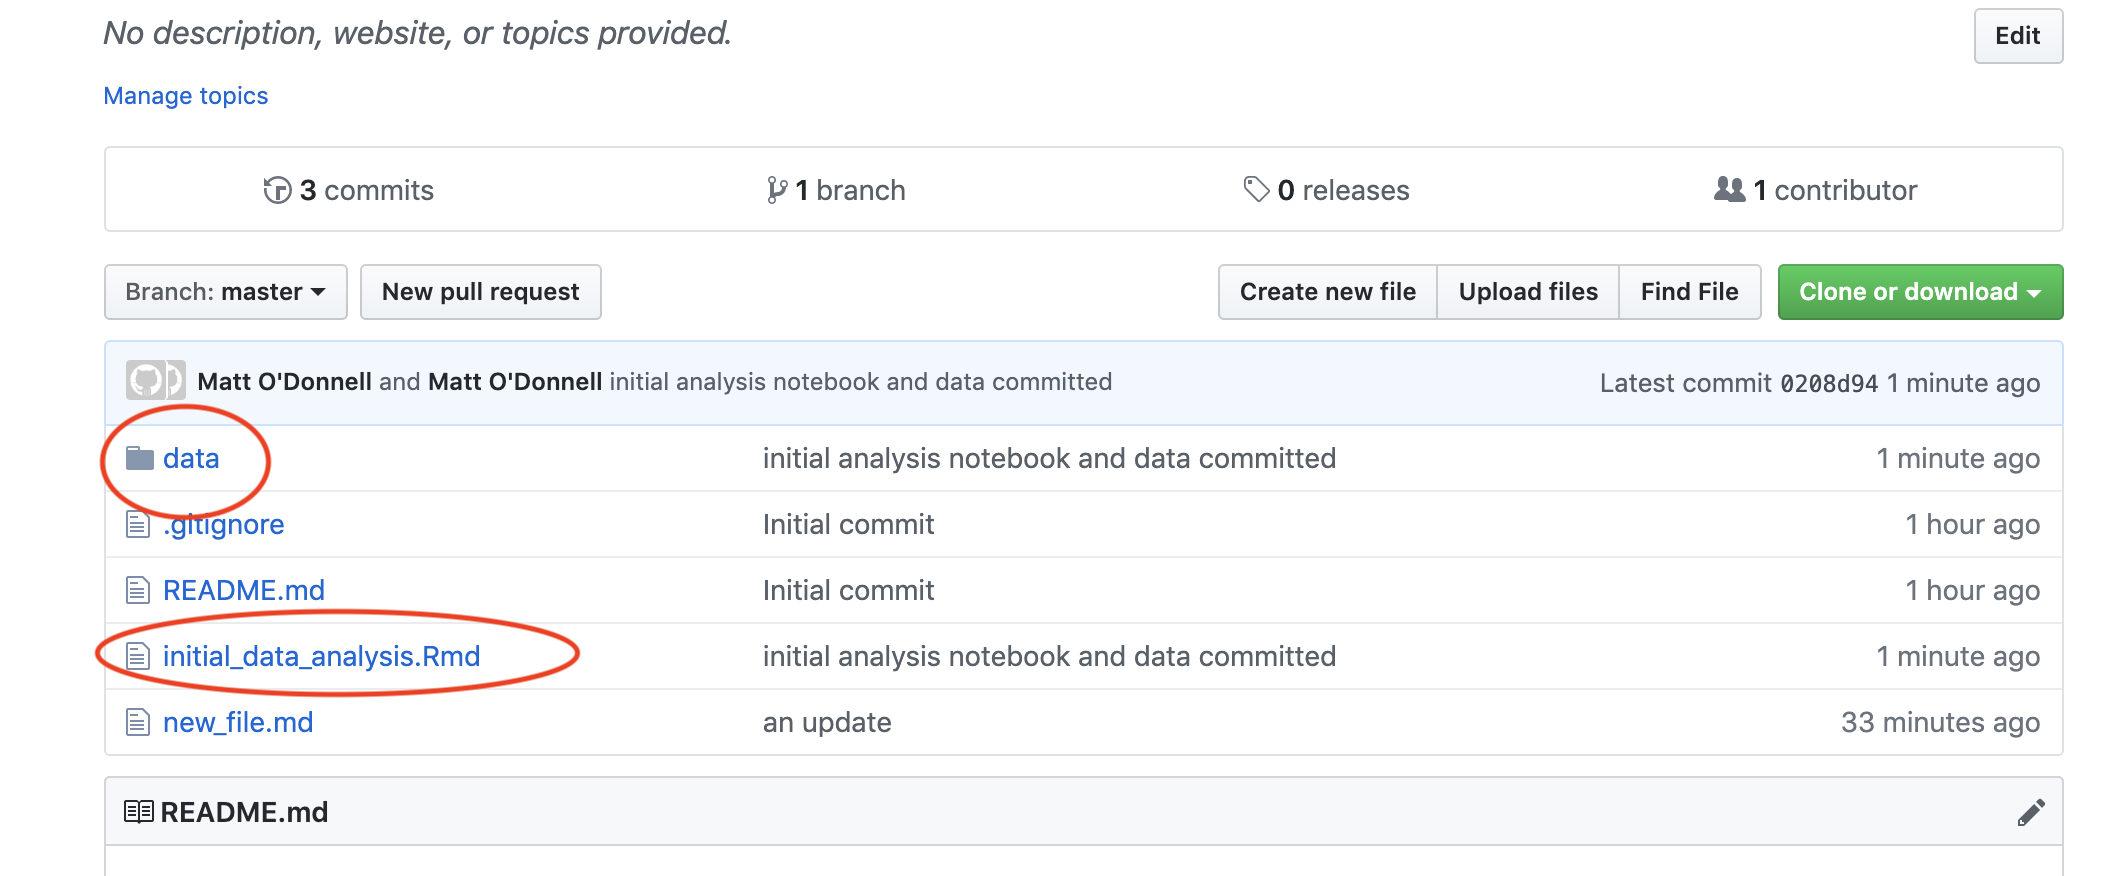 No description, website, or topics provided.
Edit
Manage topics
3 commits
1 branch
0 releases
1 contributor
Branch: master
New pull request
Create new file
Upload files
Find File
Clone or download
Matt O'Donnell and Matt O'Donnell initial analysis notebook and data committed
Latest commit 0208d94 1 minute ago
data
initial analysis notebook and data committed
1 minute ago
.gitignore
Initial commit
1 hour ago
README.md
Initial commit
1 hour ago
initial_data_analysis.Rmd
initial analysis notebook and data committed
1 minute ago
new_file.md
an update
33 minutes ago
README.md